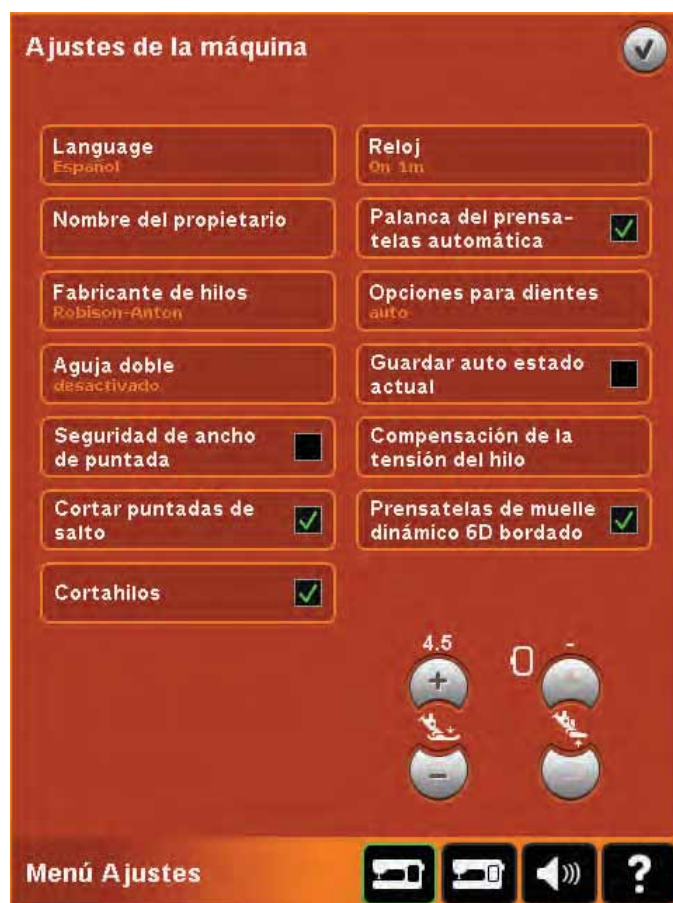 Ajustes de la máquina
Language
Español
Nombre del propietario
Fabricante de hilos
Robison-Anton
Aguja doble
desactivado
Seguridad de ancho
de puntada
Cortar puntadas de
salto
Cortahilos
Reloj
0h 1m
Palanca del prensa-
telas automática
Opciones para dientes
auto
Guardar auto estado
actual
Compensación de la
tensión del hilo
Prensatelas de muelle
dinámico 6D bordado
4.5
-
+
-
Menú Ajustes
?